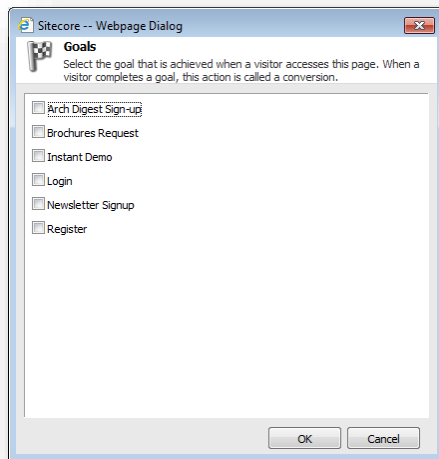 Sitecore -- Webpage Dialog
Goals
Select the goal that is achieved when a visitor accesses this page. When a
visitor completes a goal, this action is called a conversion.
Arch Digest Sign-up
Brochures Request
Instant Demo
Login
Newsletter Signup
Register
OK Cancel